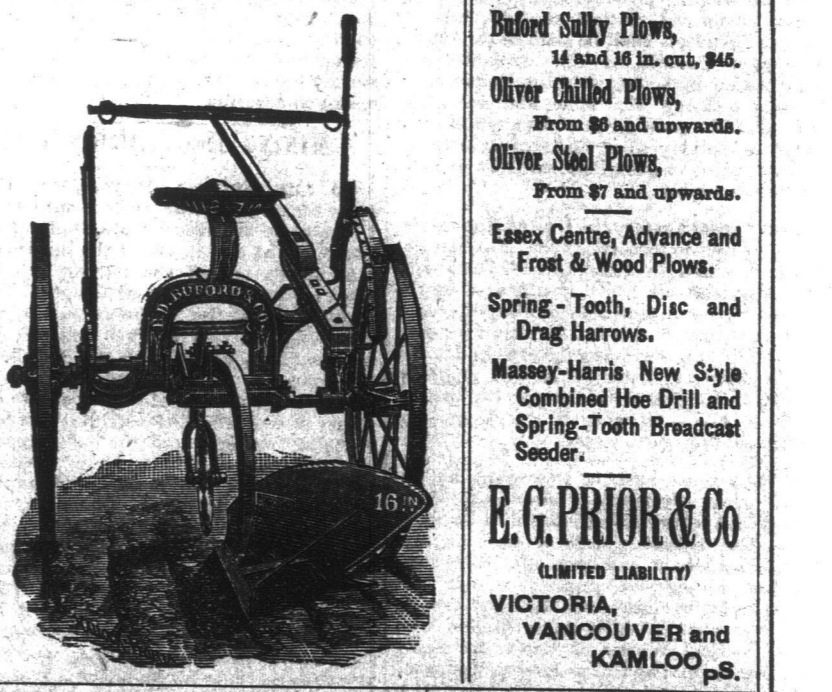 B.D. BUFORD & CO.
16 IN
Buford Sulky Plows,
14 and 16 in. cut, $45.
Oliver Chilled Plows,
From $6 and upwards.
Oliver Steel Plows,
From $7 and upwards.
Essex Centre, Advance and
Frost & Wood Plows.
Spring-Tooth, Disc and
Drag Harrows.
Massey-Harris New Style
Combined Hoe Drill and
Spring-Tooth Broadcast
Seeder.
E. G. PRIOR & Co
(LIMITED LIABILITY)
VICTORIA,
VANCOUVER and
KAMLOOPS.